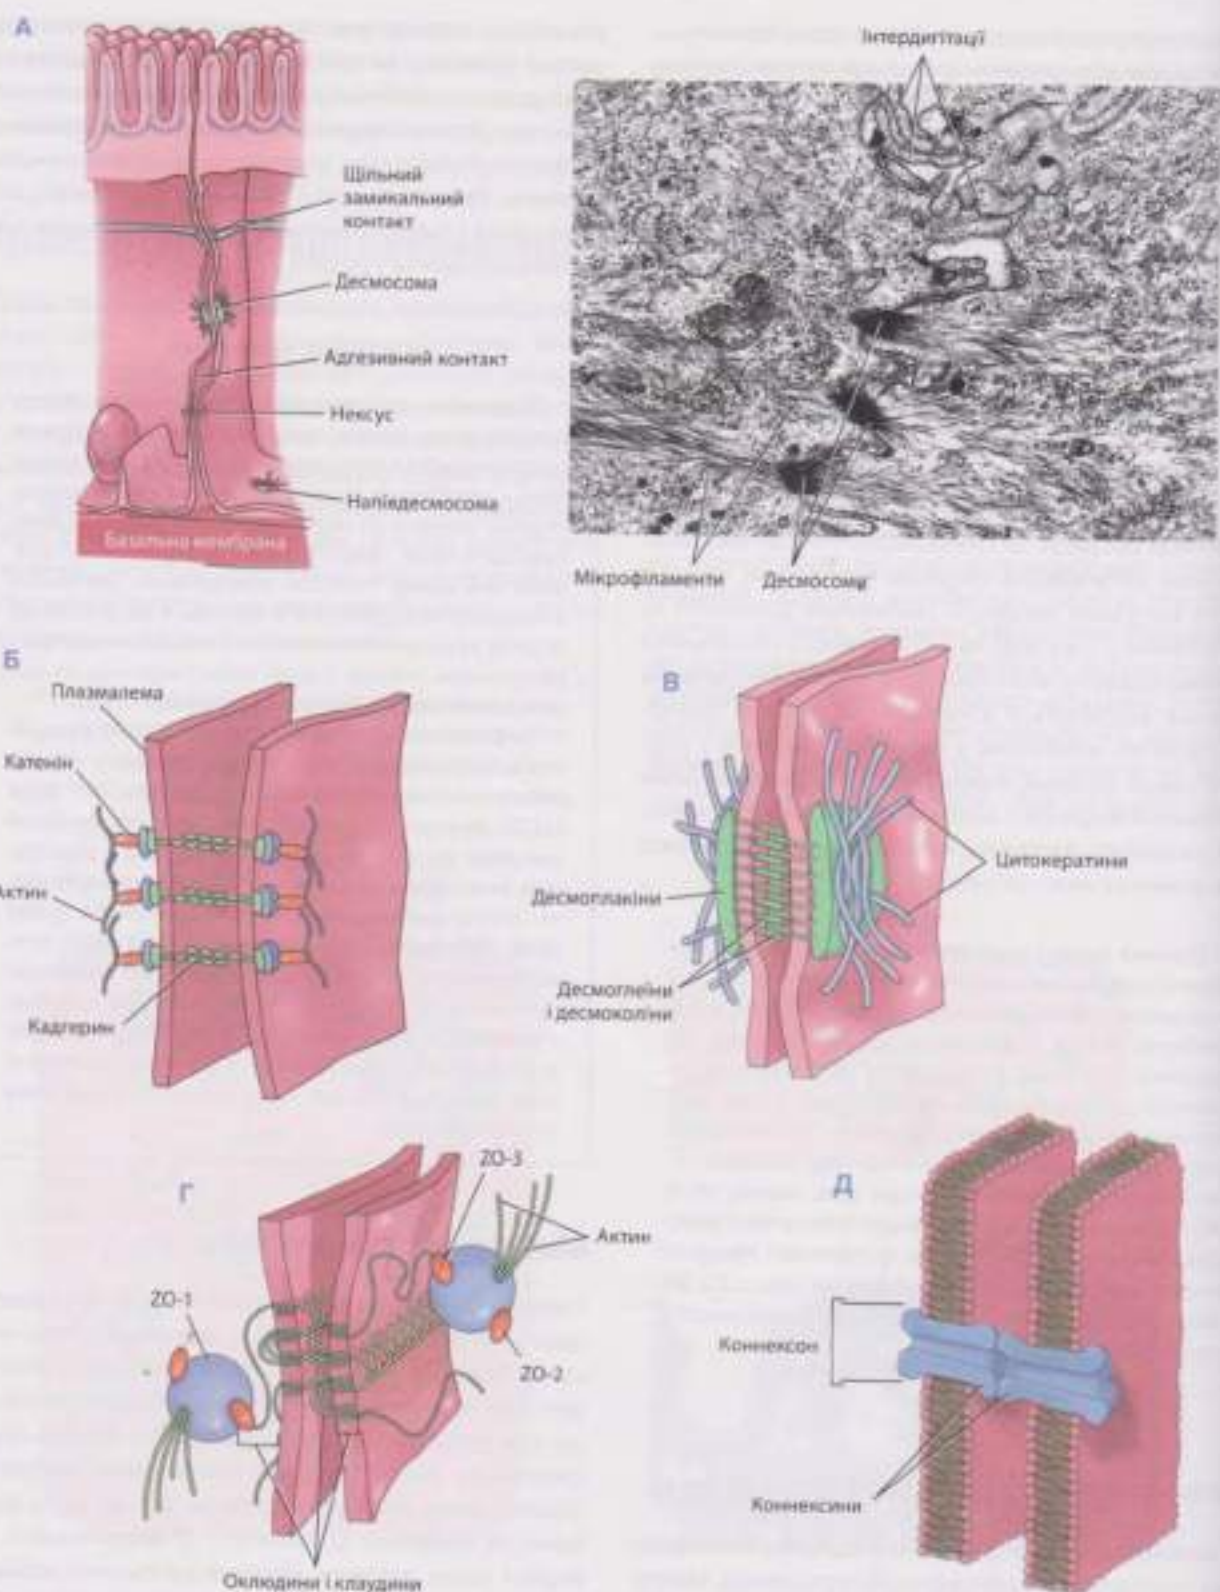 А
Щільний
замикальний
контакт
Десмосома
Адгезивний контакт
Нексус
Напівдесмосома
Базальна мембрана
Інтердигітації
Мікрофіламенти
Десмосоми
Б
Плазмалема
Катенін
Актин
Кадгерин
В
Десмоплакіни
Цитокератини
Десмоглеїни
і десмоколіни
Г
ZO-3
Актин
ZO-1
ZO-2
Оклюдини і клаудини
Д
Коннексон
Коннексини